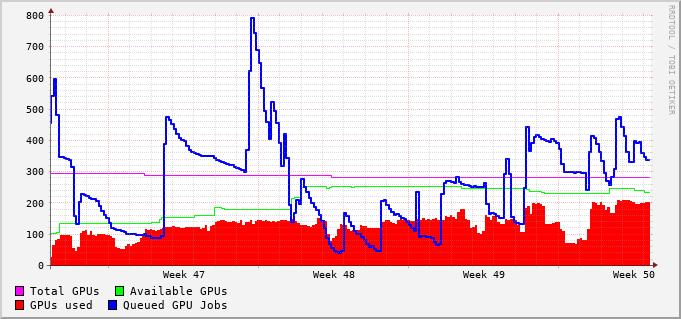 800
700
600
500
400
300
200
100
0
Week 47 Week 48 Week 49 Week 50
Total GPUs Available GPUs
GPUs used Queued GPU Jobs
RRDTOOL / TOBI OETIKER